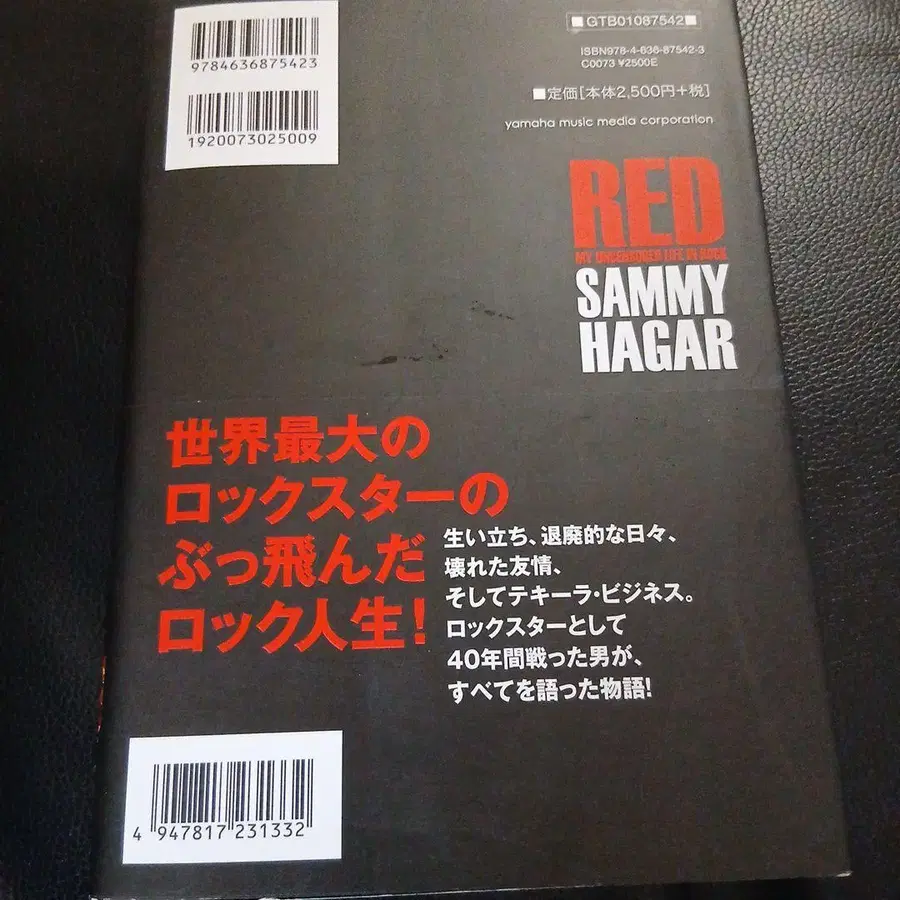 9784636875423
1920073025009
GTB01087542
ISBN978-4-636-87542-3
C0073 ¥2500E
■定価[本体2,500円+税]
yamaha music media corporation
RED
MY UNCENSORED LIFE IN ROCK
SAMMY
HAGAR
世界最大の
ロックスターの
ぶっ飛んだ
ロック人生!
生い立ち、退廃的な日々、
壊れた友情、
そしてテキーラ・ビジネス。
ロックスターとして
40年間戦った男が、
すべてを語った物語!
4 947817 231332